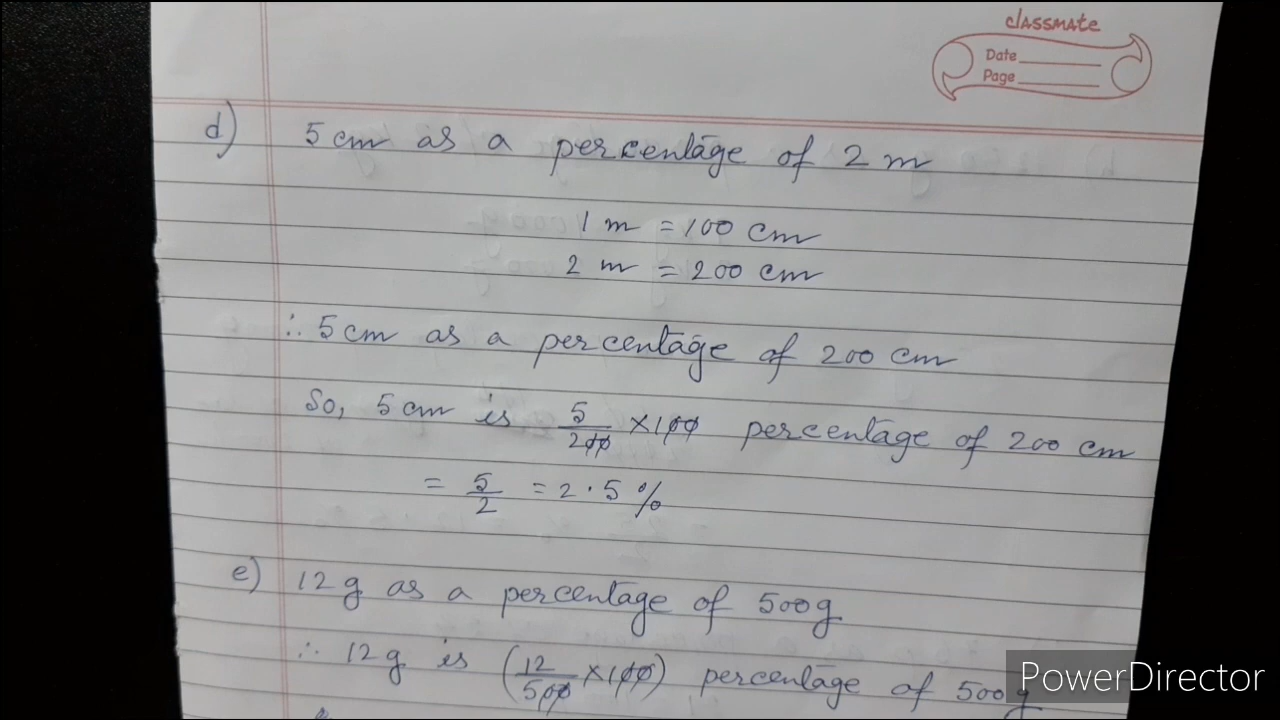 classmate
Date
Page
d) 5 cm as a percentage of 2 m
1 m = 100 cm
2 m = 200 cm
∴ 5 cm as a percentage of 200 cm
So, 5 cm is 5/200 ×100 percentage of 200 cm
= 5/2 = 2.5 %
e) 12 g as a percentage of 500g
∴ 12 g is (12/500 ×100) percentage of 500 g
PowerDirector